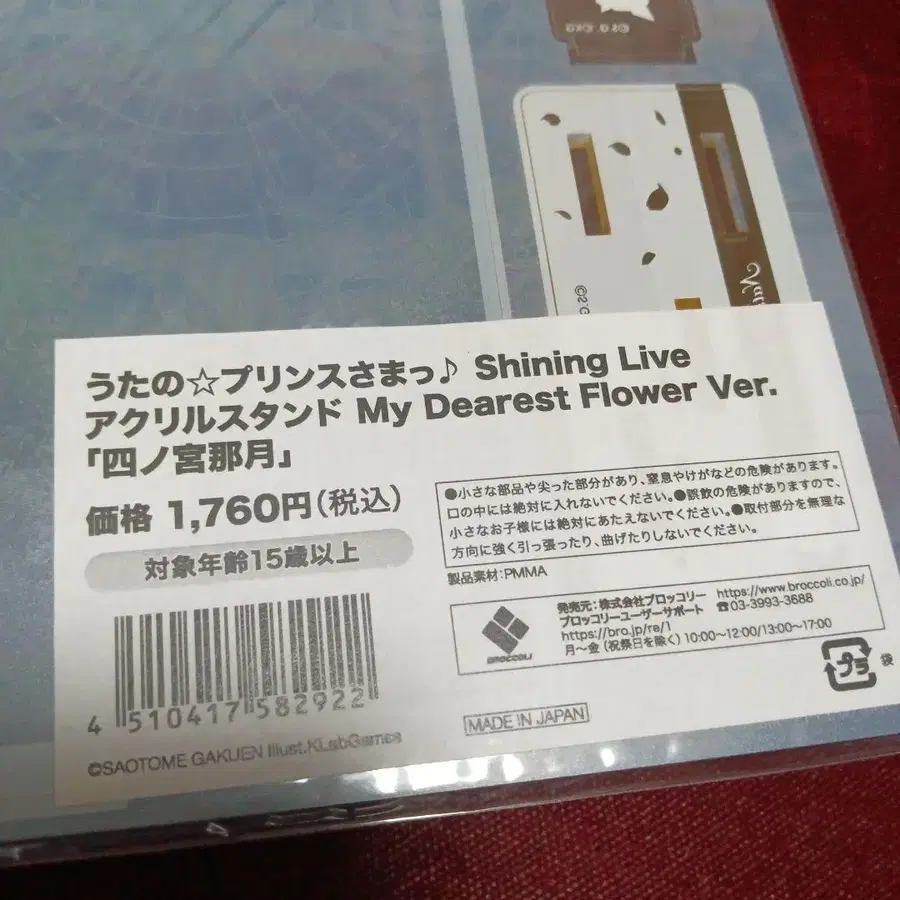 うたの☆プリンスさまっ♪ Shining Live
アクリルスタンド My Dearest Flower Ver.
「四ノ宮那月」
価格 1,760円(税込)
対象年齢15歳以上
4 510417 582922
©SAOTOME GAKUEN Illust.KLabGames
●小さな部品や尖った部分があり、窒息やけがなどの危険があります。
口の中には絶対に入れないでください。●誤飲の危険がありますので、
小さなお子様には絶対にあたえないでください。●取付部分を無理な
方向に強く引っ張ったり、曲げたりしないでください。
製品素材:PMMA
BROCCOLI
発売元:株式会社ブロッコリー https://www.broccoli.co.jp/
ブロッコリーユーザーサポート ☎03-3993-3688
https://bro.jp/re/1
月〜金(祝祭日を除く)10:00〜12:00/13:00〜17:00
プラ 袋
MADE IN JAPAN